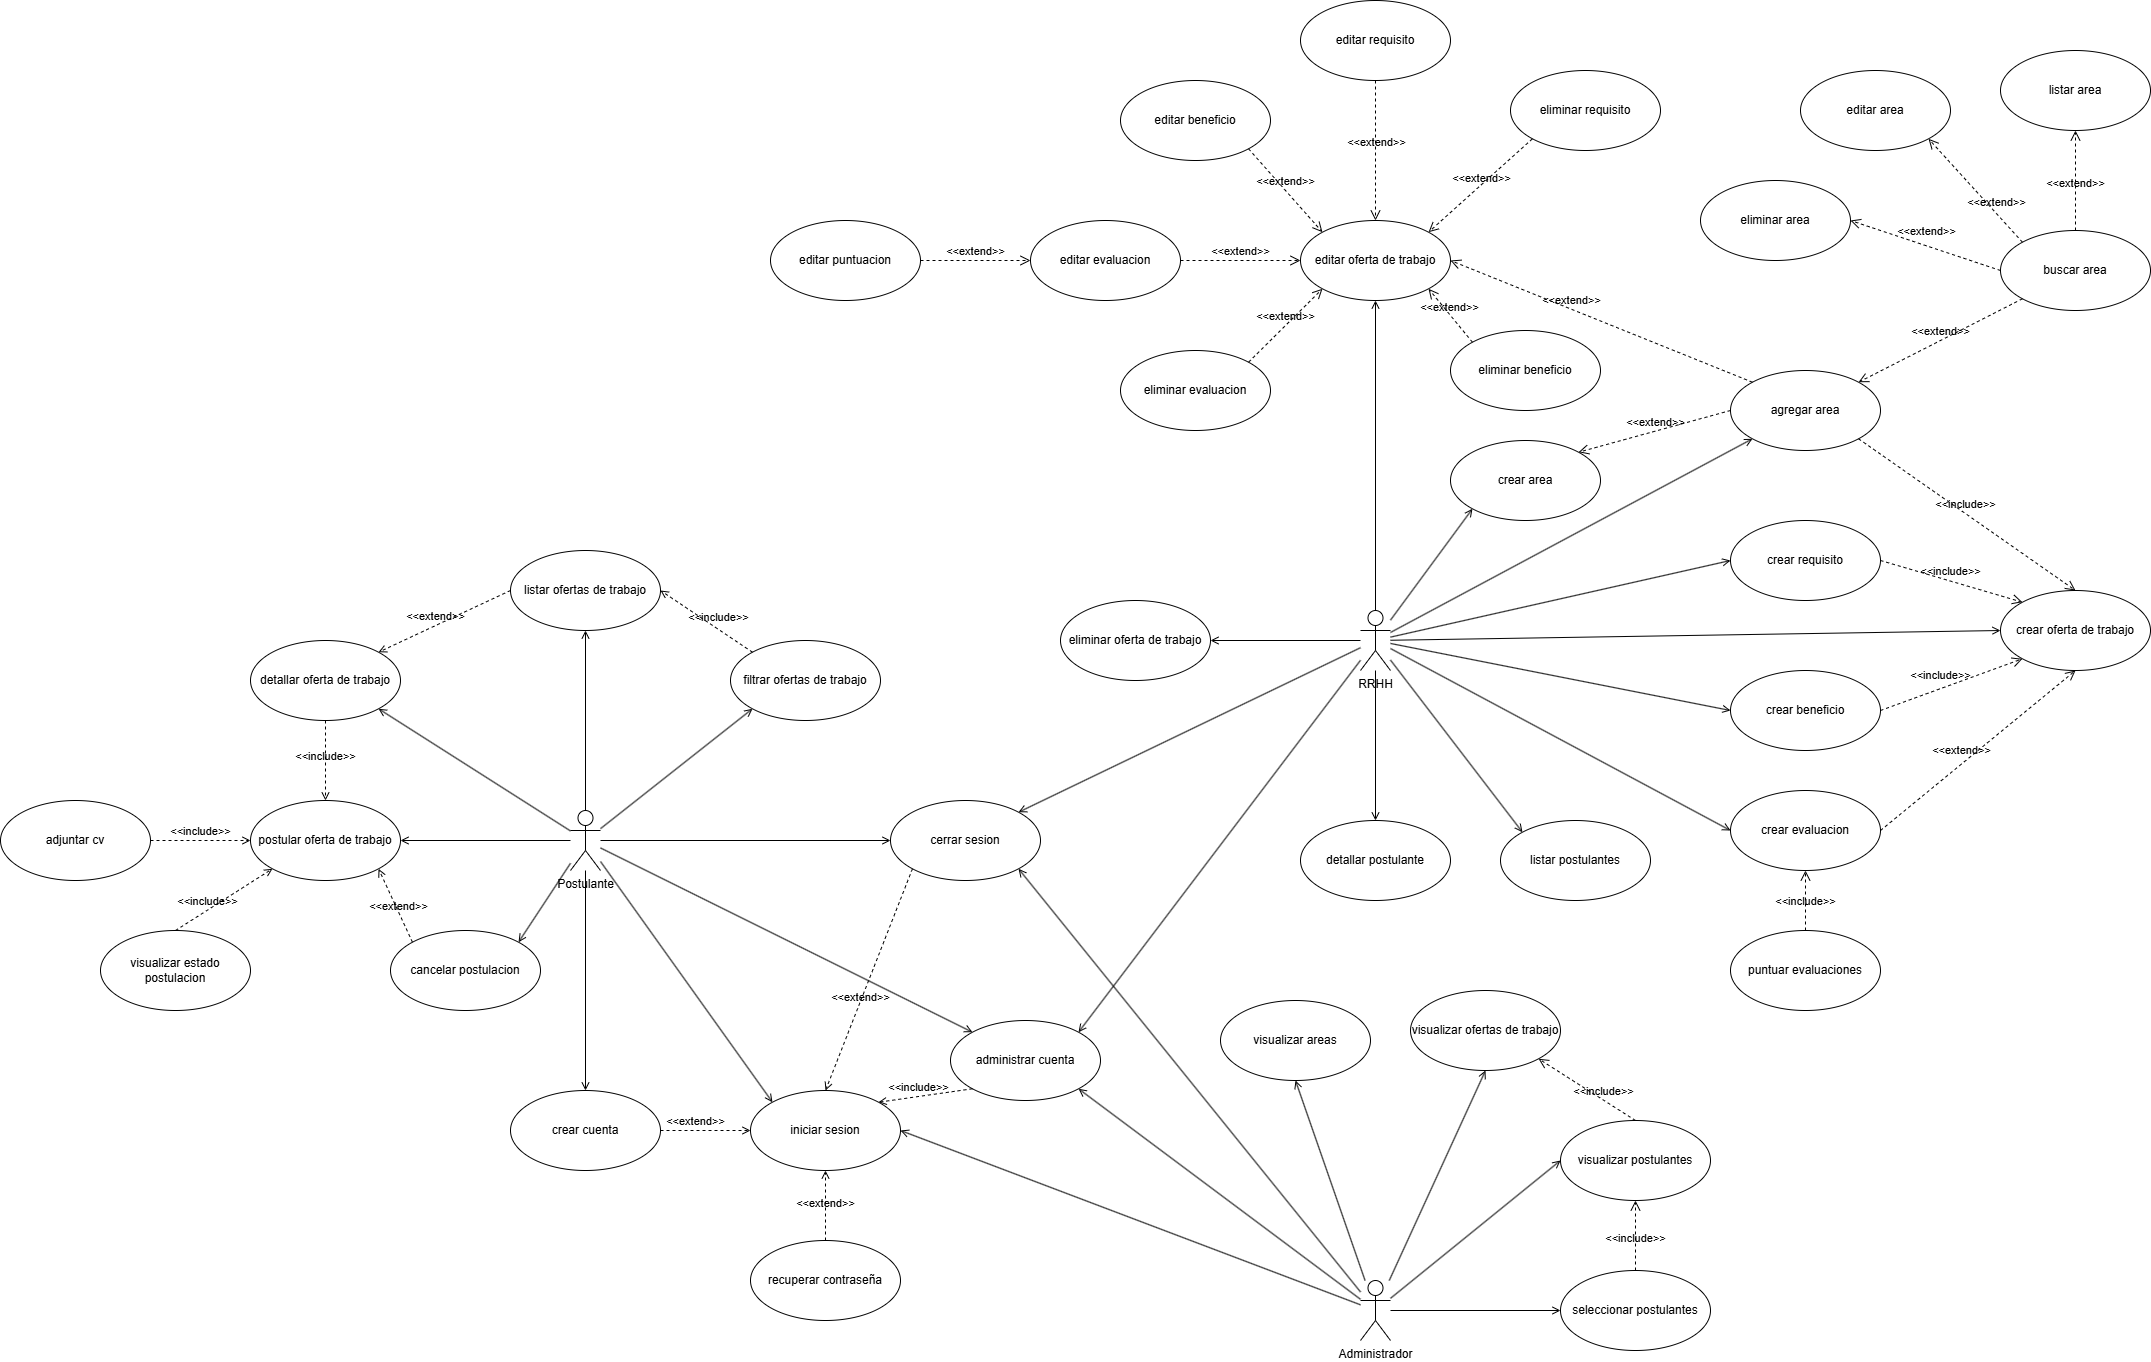 editar requisito
listar area
editar area
eliminar requisito
editar beneficio
<<extend>>
<<extend>>
<<extend>>
<<extend>>
<<extend>>
eliminar area
<<extend>>
<<extend>>
editar puntuacion
<<extend>>
editar evaluacion
<<extend>>
editar oferta de trabajo
buscar area
<<extend>>
<<extend>>
<<extend>>
<<extend>>
eliminar beneficio
eliminar evaluacion
agregar area
<<extend>>
crear area
<<include>>
crear requisito
<<include>>
listar ofertas de trabajo
<<extend>>
<<include>>
eliminar oferta de trabajo
crear oferta de trabajo
detallar oferta de trabajo
filtrar ofertas de trabajo
RRHH
<<include>>
crear beneficio
<<include>>
<<extend>>
adjuntar cv
<<include>>
postular oferta de trabajo
cerrar sesion
crear evaluacion
detallar postulante
listar postulantes
Postulante
<<include>>
<<extend>>
<<include>>
visualizar estado
postulacion
cancelar postulacion
puntuar evaluaciones
<<extend>>
visualizar ofertas de trabajo
visualizar areas
administrar cuenta
<<include>>
<<include>>
crear cuenta
<<extend>>
iniciar sesion
visualizar postulantes
<<extend>>
<<include>>
recuperar contraseña
seleccionar postulantes
Administrador